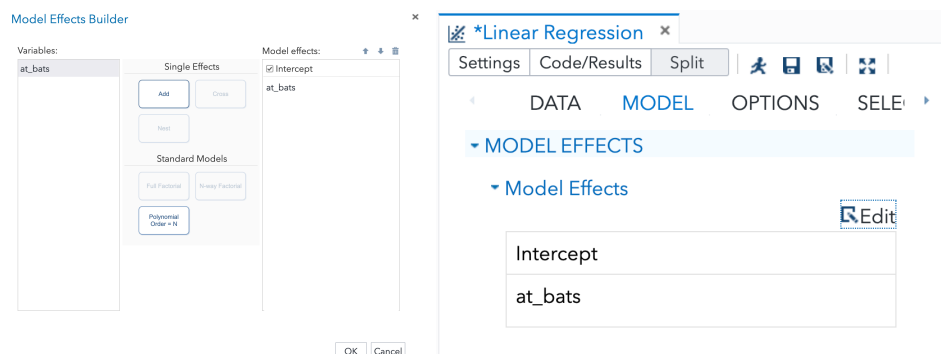 Model Effects Builder ×
Variables:
at_bats
Single Effects
Add Cross
Nest
Standard Models
Full Factorial N-way Factorial
Polynomial
Order = N
Model effects:
Intercept
at_bats
OK Cancel
*Linear Regression ×
Settings Code/Results Split
DATA MODEL OPTIONS SELE
MODEL EFFECTS
Model Effects
Edit
Intercept
at_bats